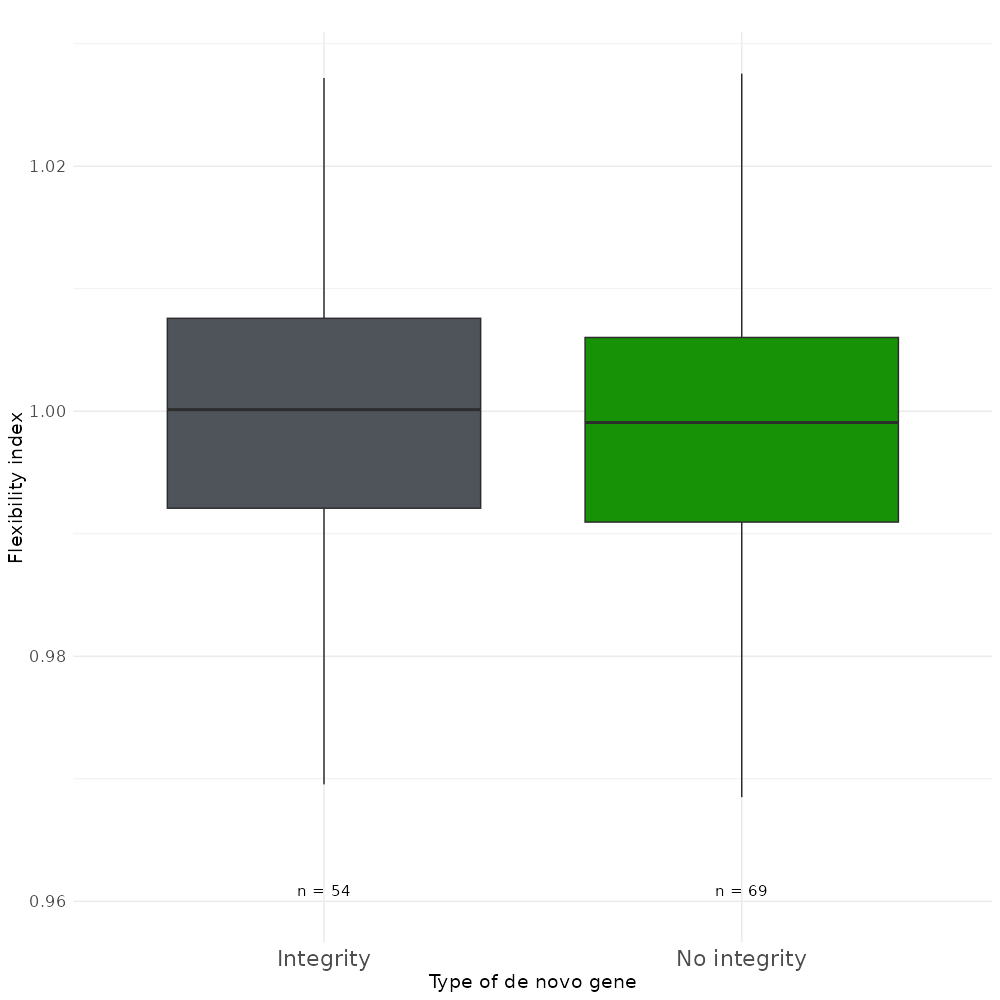 Flexibility index
1.02
1.00
0.98
0.96
n = 54
n = 69
Integrity
No integrity
Type of de novo gene